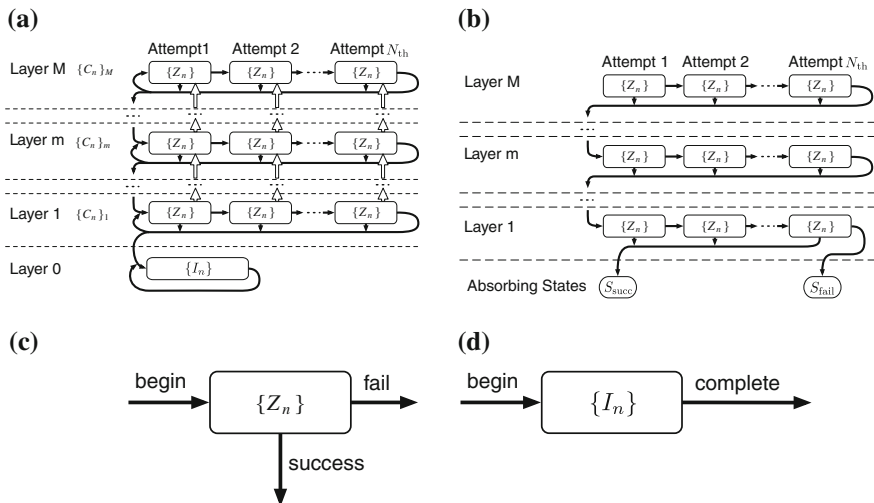 (a)
Attempt1 Attempt 2 Attempt N_th
Layer M {C_n}_M {Z_n} {Z_n} {Z_n}
...
Layer m {C_n}_m {Z_n} {Z_n} {Z_n}
...
Layer 1 {C_n}_1 {Z_n} {Z_n} {Z_n}
Layer 0 {I_n}
(b)
Attempt 1 Attempt 2 Attempt N_th
Layer M {Z_n} {Z_n} {Z_n}
...
Layer m {Z_n} {Z_n} {Z_n}
...
Layer 1 {Z_n} {Z_n} {Z_n}
Absorbing States S_succ S_fail
(c)
begin {Z_n} fail
success
(d)
begin {I_n} complete